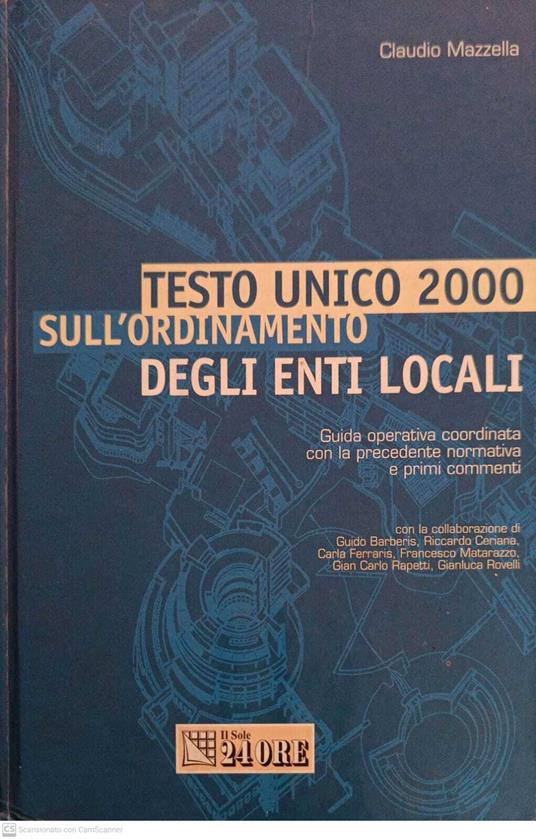 Claudio Mazzella
TESTO UNICO 2000
SULL'ORDINAMENTO
DEGLI ENTI LOCALI
Guida operativa coordinata
con la precedente normativa
e primi commenti
con la collaborazione di
Guido Barberis, Riccardo Ceriana,
Carla Ferraris, Francesco Matarazzo,
Gian Carlo Rapetti, Gianluca Rovelli
Il Sole
24 ORE
CS Scansionato con CamScanner